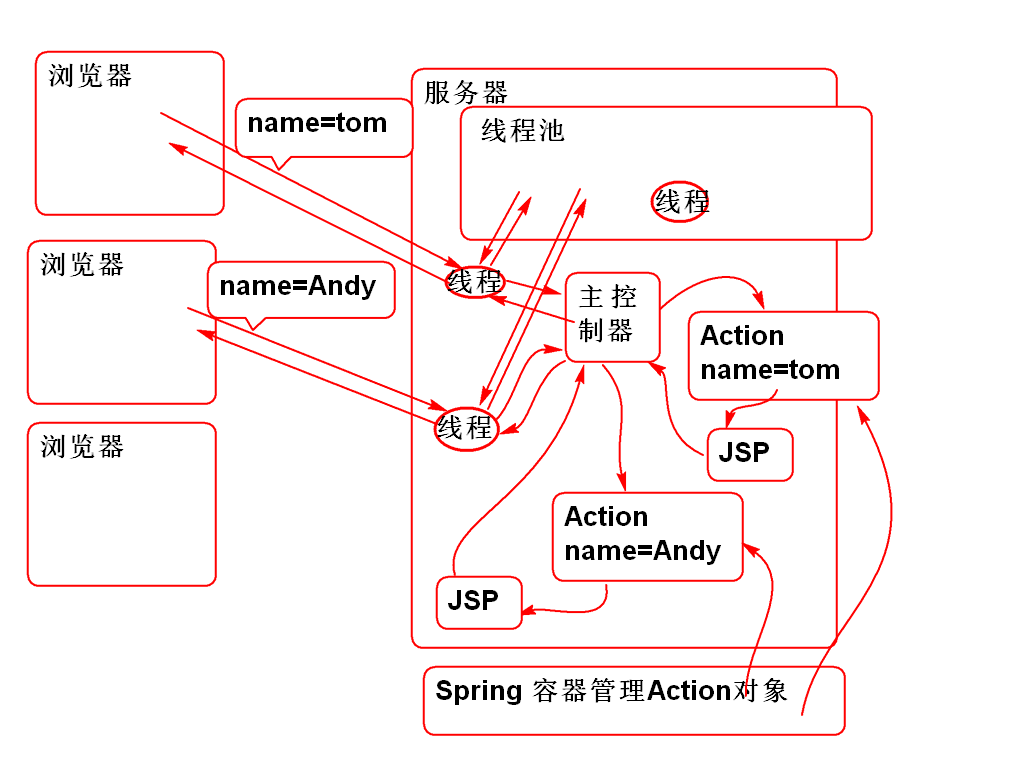 浏览器
name=tom
服务器
线程池
线程
浏览器
name=Andy
线程
主控
制器
Action
name=tom
线程
浏览器
JSP
Action
name=Andy
JSP
Spring 容器管理Action对象